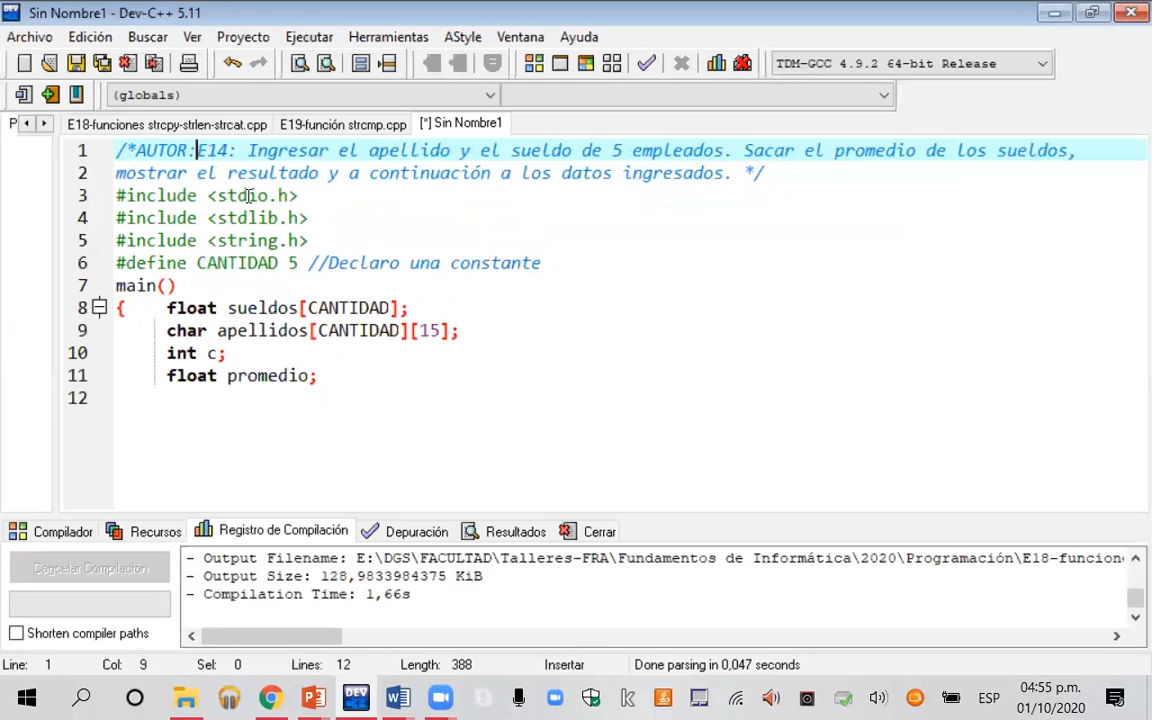 Sin Nombre1 - Dev-C++ 5.11
Archivo Edición Buscar Ver Proyecto Ejecutar Herramientas AStyle Ventana Ayuda
TDM-GCC 4.9.2 64-bit Release
(globals)
P E18-funciones strcpy-strlen-strcat.cpp E19-función strcmp.cpp [*] Sin Nombre1
1 /*AUTOR:E14: Ingresar el apellido y el sueldo de 5 empleados. Sacar el promedio de los sueldos,
2 mostrar el resultado y a continuación a los datos ingresados. */
3 #include <stdio.h>
4 #include <stdlib.h>
5 #include <string.h>
6 #define CANTIDAD 5 //Declaro una constante
7 main()
8 { float sueldos[CANTIDAD];
9 char apellidos[CANTIDAD][15];
10 int c;
11 float promedio;
12
Compilador Recursos Registro de Compilación Depuración Resultados Cerrar
- Output Filename: E:\DGS\FACULTAD\Talleres-FRA\Fundamentos de Informática\2020\Programación\E18-funcion
- Output Size: 128,9833984375 KiB
- Compilation Time: 1,66s
Shorten compiler paths
Line: 1 Col: 9 Sel: 0 Lines: 12 Length: 388 Insertar Done parsing in 0,047 seconds
DEV ESP 04:55 p.m.
01/10/2020